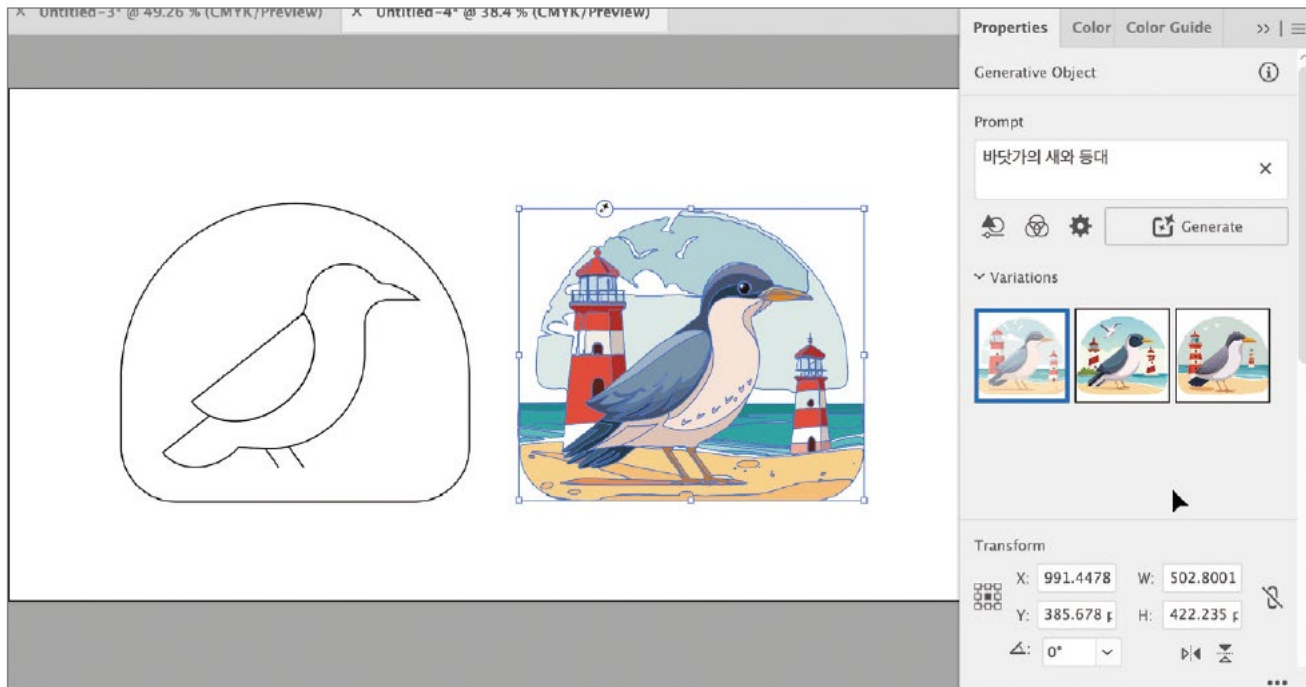 × Untitled-3* @ 49.26 % (CMYK/Preview)
× Untitled-4* @ 38.4 % (CMYK/Preview)
Properties
Color
Color Guide
Generative Object
Prompt
바닷가의 새와 등대
Generate
Variations
Transform
X: 991.4478
W: 502.8001
Y: 385.678 p
H: 422.235 p
0°